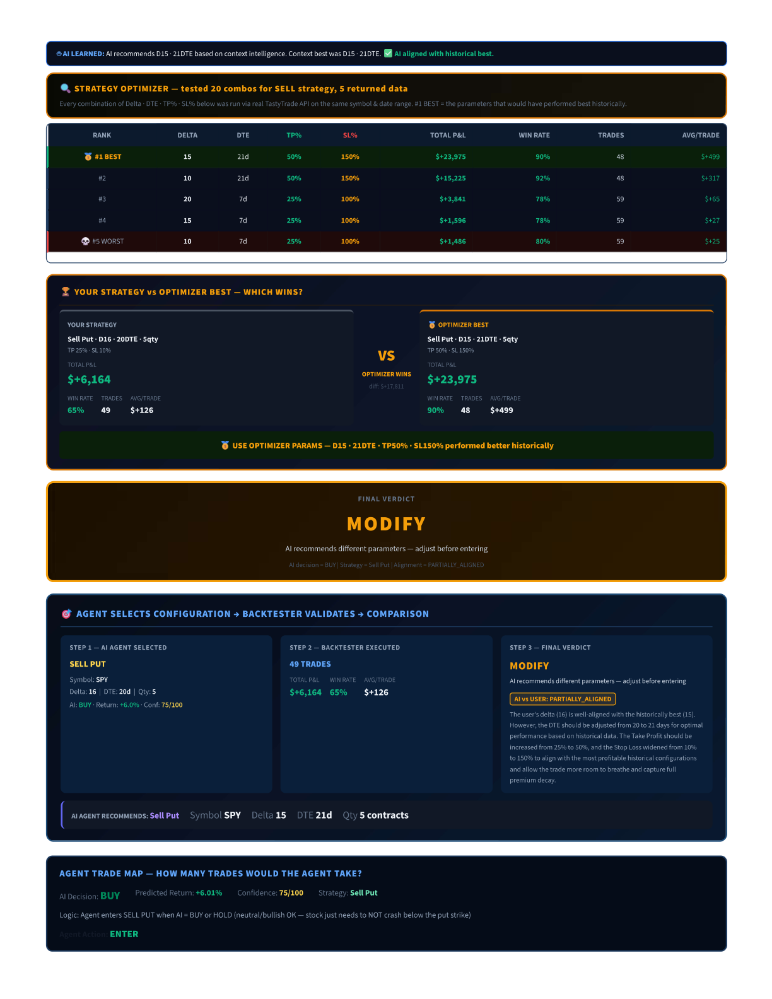 AI LEARNED: AI recommends D15 · 21DTE based on context intelligence. Context best was D15 · 21DTE. ✅ AI aligned with historical best.
🔍 STRATEGY OPTIMIZER — tested 20 combos for SELL strategy, 5 returned data
Every combination of Delta · DTE · TP% · SL% below was run via real TastyTrade API on the same symbol & date range. #1 BEST = the parameters that would have performed best historically.
RANK DELTA DTE TP% SL% TOTAL P&L WIN RATE TRADES AVG/TRADE
🥇 #1 BEST 15 21d 50% 150% $+23,975 90% 48 $+499
#2 10 21d 50% 150% $+15,225 92% 48 $+317
#3 20 7d 25% 100% $+3,841 78% 59 $+65
#4 15 7d 25% 100% $+1,596 78% 59 $+27
💀 #5 WORST 10 7d 25% 100% $+1,486 80% 59 $+25
🏆 YOUR STRATEGY vs OPTIMIZER BEST — WHICH WINS?
YOUR STRATEGY
Sell Put · D16 · 20DTE · 5qty
TP 25% · SL 10%
TOTAL P&L
$+6,164
WIN RATE TRADES AVG/TRADE
65% 49 $+126
VS
OPTIMIZER WINS
diff: $+17,811
🥇 OPTIMIZER BEST
Sell Put · D15 · 21DTE · 5qty
TP 50% · SL 150%
TOTAL P&L
$+23,975
WIN RATE TRADES AVG/TRADE
90% 48 $+499
🥇 USE OPTIMIZER PARAMS — D15 · 21DTE · TP50% · SL150% performed better historically
FINAL VERDICT
MODIFY
AI recommends different parameters — adjust before entering
AI decision = BUY | Strategy = Sell Put | Alignment = PARTIALLY_ALIGNED
🎯 AGENT SELECTS CONFIGURATION → BACKTESTER VALIDATES → COMPARISON
STEP 1 — AI AGENT SELECTED
SELL PUT
Symbol: SPY
Delta: 16 | DTE: 20d | Qty: 5
AI: BUY · Return: +6.0% · Conf: 75/100
STEP 2 — BACKTESTER EXECUTED
49 TRADES
TOTAL P&L WIN RATE AVG/TRADE
$+6,164 65% $+126
STEP 3 — FINAL VERDICT
MODIFY
AI recommends different parameters — adjust before entering
AI vs USER: PARTIALLY_ALIGNED
The user's delta (16) is well-aligned with the historically best (15).
However, the DTE should be adjusted from 20 to 21 days for optimal
performance based on historical data. The Take Profit should be
increased from 25% to 50%, and the Stop Loss widened from 10%
to 150% to align with the most profitable historical configurations
and allow the trade more room to breathe and capture full
premium decay.
AI AGENT RECOMMENDS: Sell Put Symbol SPY Delta 15 DTE 21d Qty 5 contracts
AGENT TRADE MAP — HOW MANY TRADES WOULD THE AGENT TAKE?
AI Decision: BUY Predicted Return: +6.01% Confidence: 75/100 Strategy: Sell Put
Logic: Agent enters SELL PUT when AI = BUY or HOLD (neutral/bullish OK — stock just needs to NOT crash below the put strike)
Agent Action: ENTER